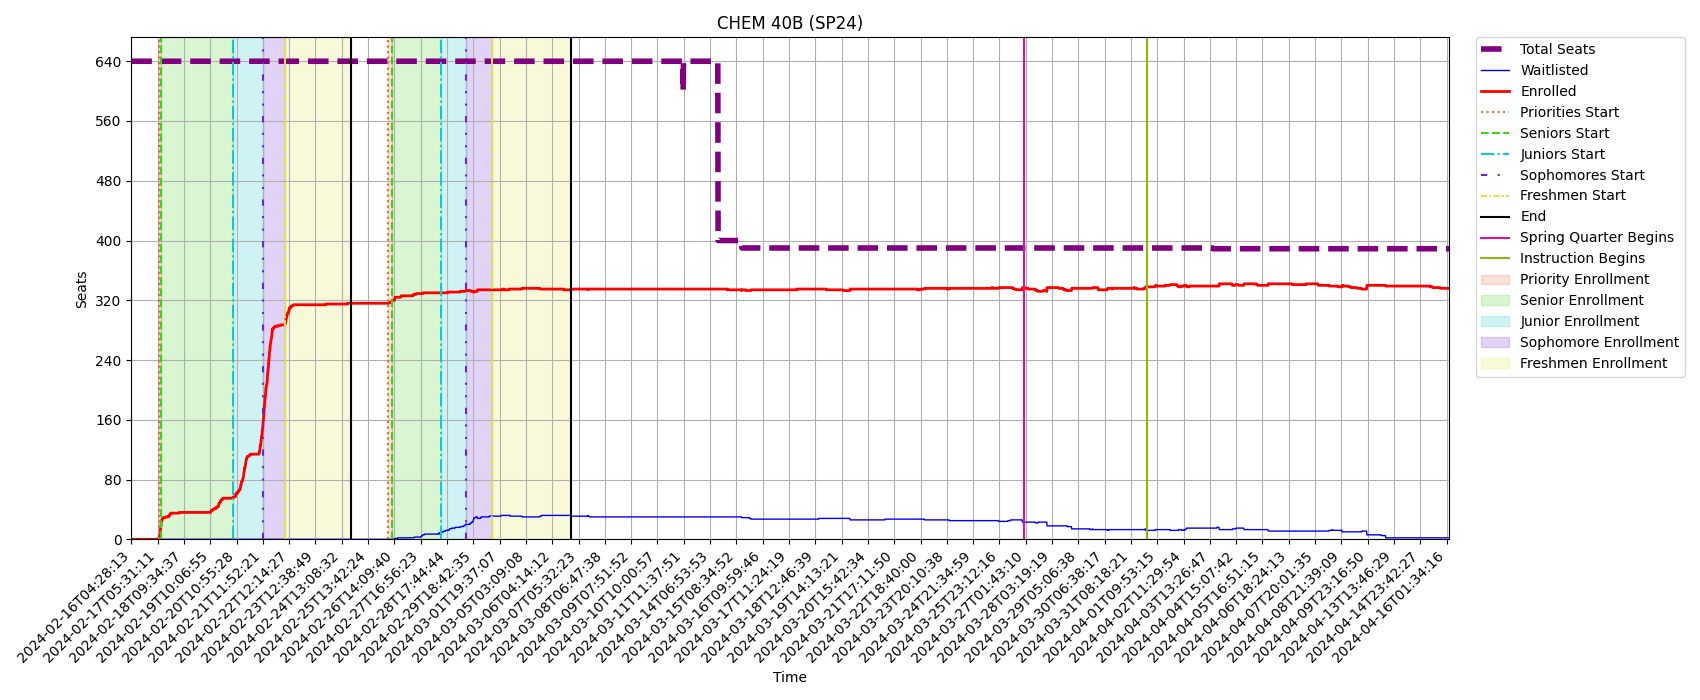 CHEM 40B (SP24)
Seats
640
560
480
400
320
240
160
80
0
2024-02-16T04:28:13
2024-02-17T05:31:11
2024-02-18T09:34:37
2024-02-19T10:06:55
2024-02-20T10:55:28
2024-02-21T11:52:21
2024-02-22T12:14:27
2024-02-23T12:38:49
2024-02-24T13:08:32
2024-02-25T13:42:24
2024-02-26T14:09:40
2024-02-27T16:56:23
2024-02-28T17:44:44
2024-02-29T18:42:35
2024-03-01T19:37:07
2024-03-05T03:09:08
2024-03-06T04:14:12
2024-03-07T05:32:23
2024-03-08T06:47:38
2024-03-09T07:51:52
2024-03-10T10:00:57
2024-03-11T11:37:51
2024-03-14T06:53:53
2024-03-15T08:34:52
2024-03-16T09:59:46
2024-03-17T11:24:19
2024-03-18T12:46:39
2024-03-19T14:13:21
2024-03-20T15:42:34
2024-03-21T17:11:50
2024-03-22T18:40:00
2024-03-23T20:10:38
2024-03-24T21:34:59
2024-03-25T23:12:16
2024-03-27T01:43:10
2024-03-28T03:19:19
2024-03-29T05:06:38
2024-03-30T06:38:17
2024-03-31T08:18:21
2024-04-01T09:53:15
2024-04-02T11:29:54
2024-04-03T13:26:47
2024-04-04T15:07:42
2024-04-05T16:51:15
2024-04-06T18:24:13
2024-04-07T20:01:35
2024-04-08T21:39:09
2024-04-09T23:16:50
2024-04-13T13:46:29
2024-04-14T23:42:27
2024-04-16T01:34:16
Time
Total Seats
Waitlisted
Enrolled
Priorities Start
Seniors Start
Juniors Start
Sophomores Start
Freshmen Start
End
Spring Quarter Begins
Instruction Begins
Priority Enrollment
Senior Enrollment
Junior Enrollment
Sophomore Enrollment
Freshmen Enrollment